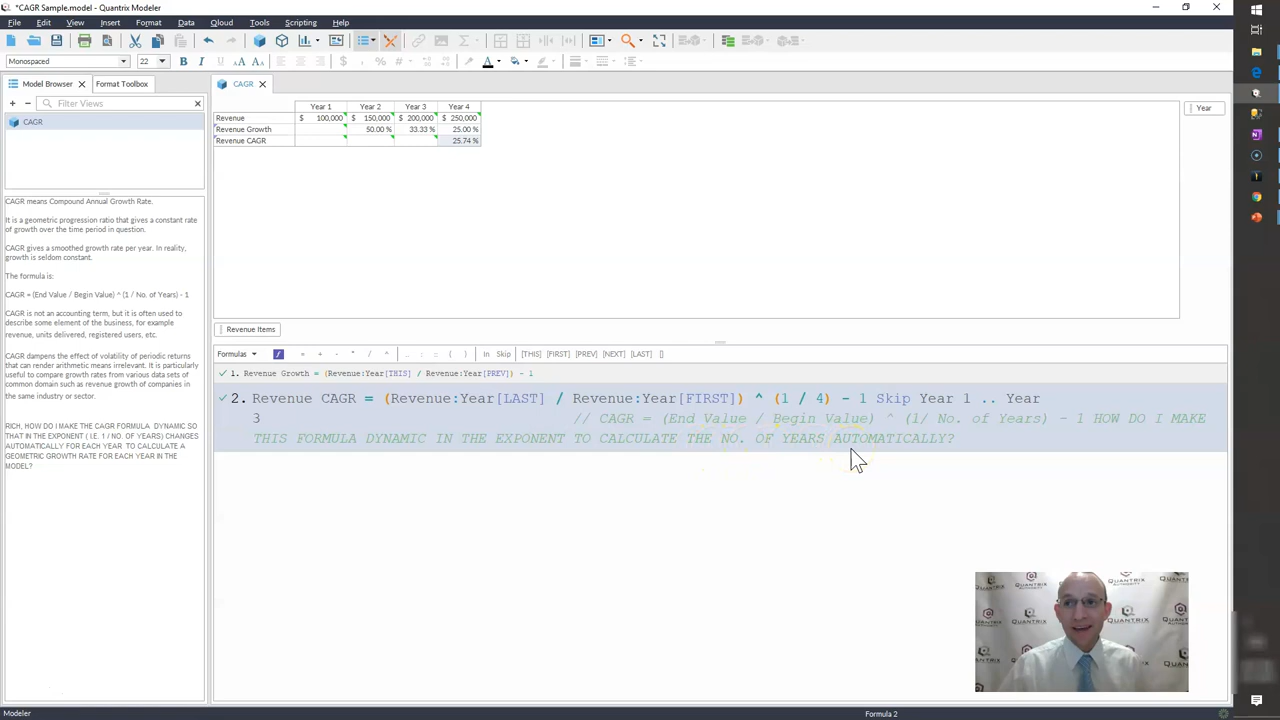 *CAGR Sample.model - Quantrix Modeler
File Edit View Insert Format Data Qloud Tools Scripting Help
Monospaced 22 B I U
Model Browser Format Toolbox CAGR
Filter Views
CAGR
Year 1 Year 2 Year 3 Year 4
Revenue $ 100,000 $ 150,000 $ 200,000 $ 250,000
Revenue Growth 50.00 % 33.33 % 25.00 %
Revenue CAGR 25.74 %
Year
CAGR means Compound Annual Growth Rate.
It is a geometric progression ratio that gives a constant rate
of growth over the time period in question.
CAGR gives a smoothed growth rate per year. In reality,
growth is seldom constant.
The formula is:
CAGR = (End Value / Begin Value) ^ (1 / No. of Years) - 1
CAGR is not an accounting term, but it is often used to
describe some element of the business, for example
revenue, units delivered, registered users, etc.
CAGR dampens the effect of volatility of periodic returns
that can render arithmetic means irrelevant. It is particularly
useful to compare growth rates from various data sets of
common domain such as revenue growth of companies in
the same industry or sector.
RICH, HOW DO I MAKE THE CAGR FORMULA DYNAMIC SO
THAT IN THE EXPONENT ( I.E. 1 / NO. OF YEARS) CHANGES
AUTOMATICALLY FOR EACH YEAR TO CALCULATE A
GEOMETRIC GROWTH RATE FOR EACH YEAR IN THE
MODEL?
Revenue Items
Formulas f = + - * / ^ .. : :: ( ) In Skip [THIS] [FIRST] [PREV] [NEXT] [LAST] []
1. Revenue Growth = (Revenue:Year[THIS] / Revenue:Year[PREV]) - 1
2. Revenue CAGR = (Revenue:Year[LAST] / Revenue:Year[FIRST]) ^ (1 / 4) - 1 Skip Year 1 .. Year
3 // CAGR = (End Value / Begin Value) ^ (1/ No. of Years) - 1 HOW DO I MAKE
THIS FORMULA DYNAMIC IN THE EXPONENT TO CALCULATE THE NO. OF YEARS AUTOMATICALLY?
QUANTRIX
Modeler Formula 2